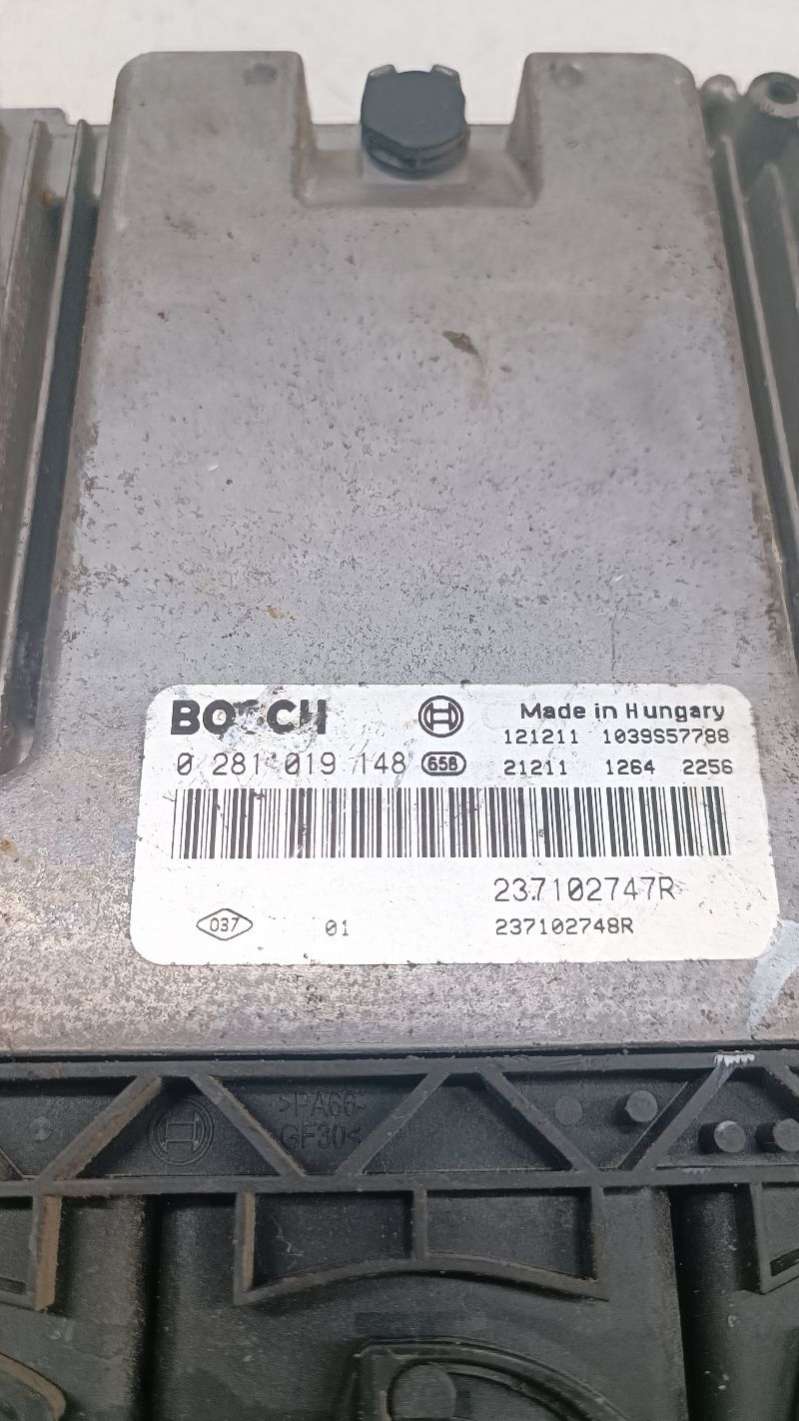 BOSCH
Made in Hungary
121211 1039S57788
0 281 019 148 656 21211 1264 2256
237102747R
037 01 237102748R
>PA66-
GF30<